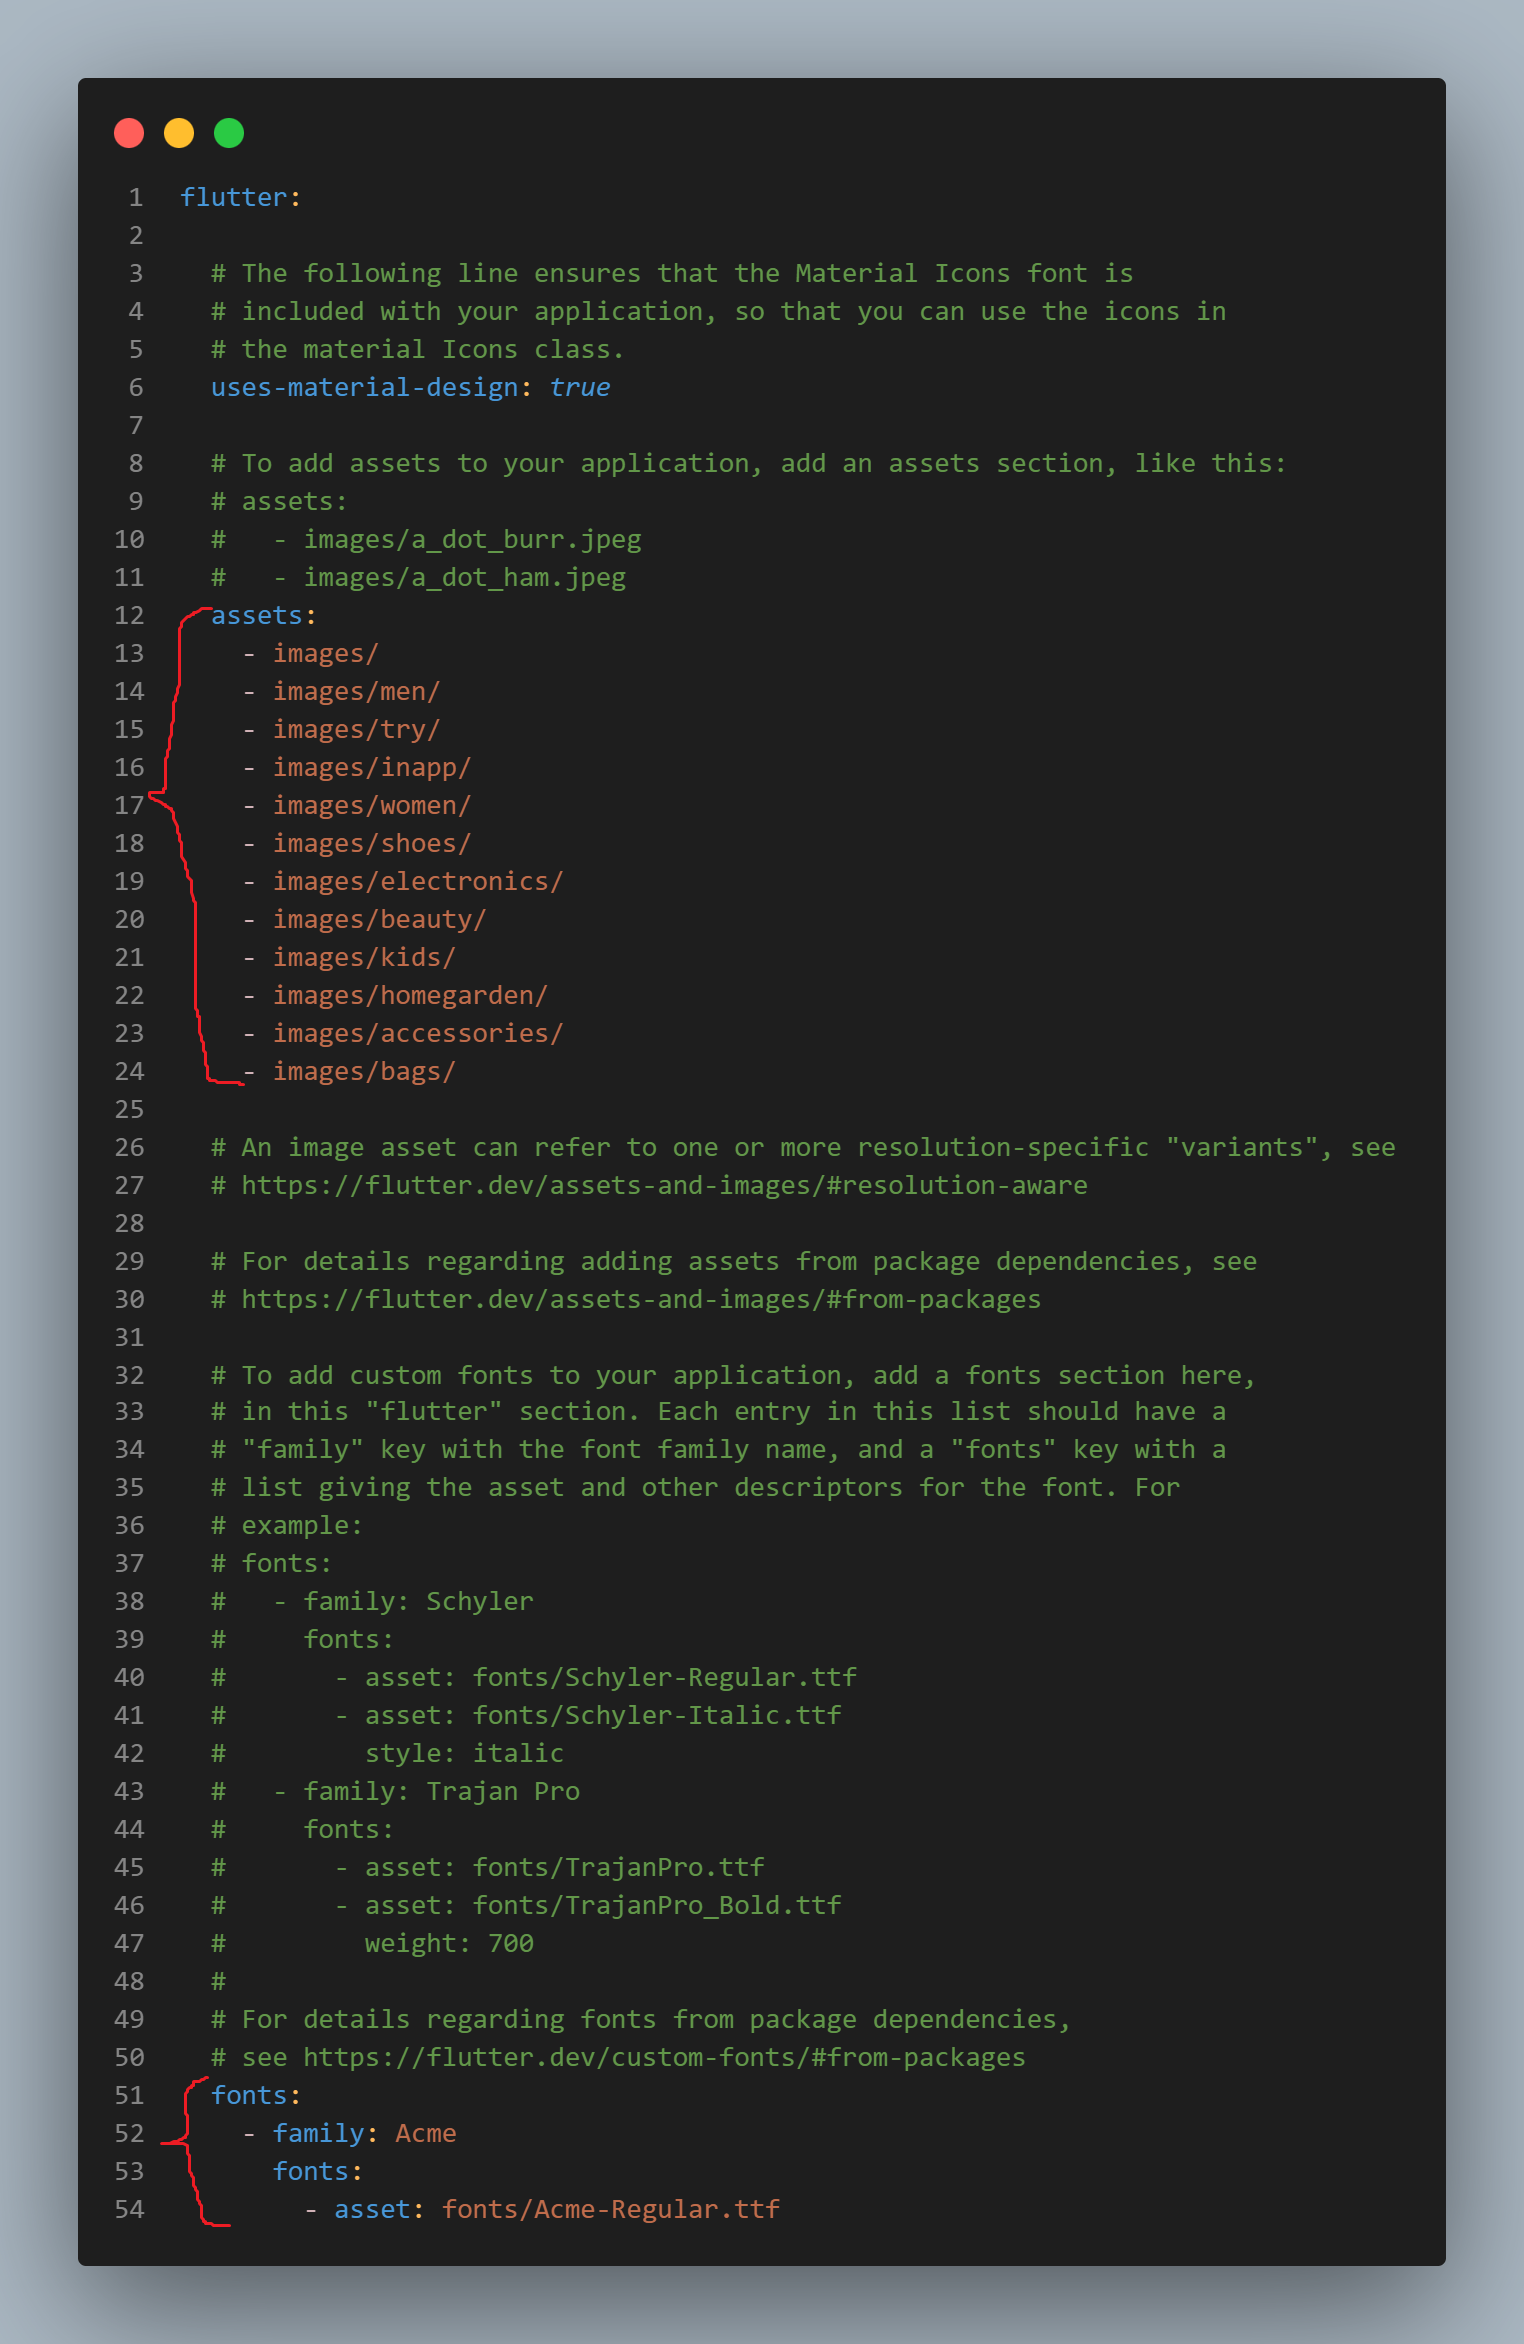 1 flutter:
2
3 # The following line ensures that the Material Icons font is
4 # included with your application, so that you can use the icons in
5 # the material Icons class.
6 uses-material-design: true
7
8 # To add assets to your application, add an assets section, like this:
9 # assets:
10 #   - images/a_dot_burr.jpeg
11 #   - images/a_dot_ham.jpeg
12 assets:
13 - images/
14 - images/men/
15 - images/try/
16 - images/inapp/
17 - images/women/
18 - images/shoes/
19 - images/electronics/
20 - images/beauty/
21 - images/kids/
22 - images/homegarden/
23 - images/accessories/
24 - images/bags/
25
26 # An image asset can refer to one or more resolution-specific "variants", see
27 # https://flutter.dev/assets-and-images/#resolution-aware
28
29 # For details regarding adding assets from package dependencies, see
30 # https://flutter.dev/assets-and-images/#from-packages
31
32 # To add custom fonts to your application, add a fonts section here,
33 # in this "flutter" section. Each entry in this list should have a
34 # "family" key with the font family name, and a "fonts" key with a
35 # list giving the asset and other descriptors for the font. For
36 # example:
37 # fonts:
38 #   - family: Schyler
39 #     fonts:
40 #       - asset: fonts/Schyler-Regular.ttf
41 #       - asset: fonts/Schyler-Italic.ttf
42 #         style: italic
43 #   - family: Trajan Pro
44 #     fonts:
45 #       - asset: fonts/TrajanPro.ttf
46 #       - asset: fonts/TrajanPro_Bold.ttf
47 #         weight: 700
48 #
49 # For details regarding fonts from package dependencies,
50 # see https://flutter.dev/custom-fonts/#from-packages
51 fonts:
52 - family: Acme
53 fonts:
54 - asset: fonts/Acme-Regular.ttf